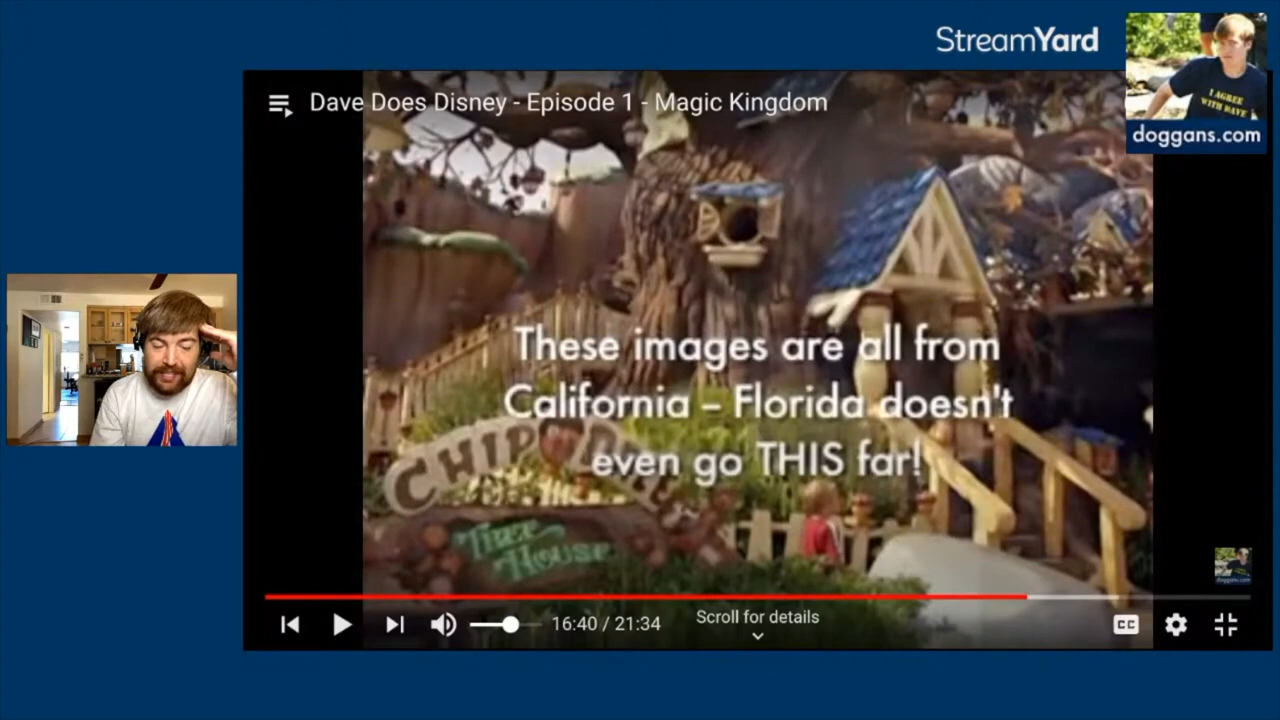 StreamYard
I AGREE
WITH DAVE
doggans.com
Dave Does Disney - Episode 1 - Magic Kingdom
These images are all from
California – Florida doesn't
even go THIS far!
CHIP
Tree
House
16:40 / 21:34
Scroll for details
CC